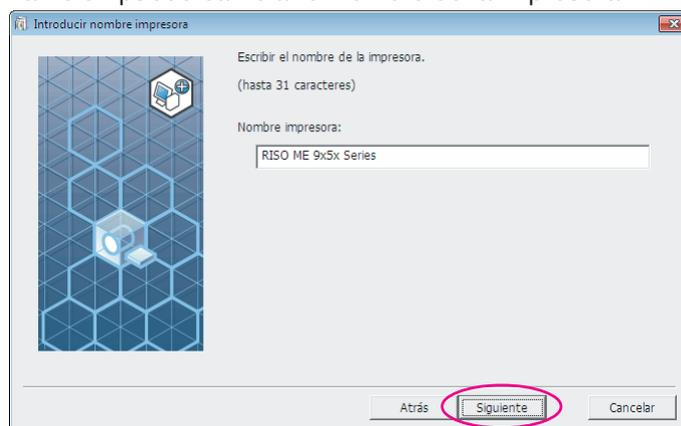 Introducir nombre impresora
Escribir el nombre de la impresora.
(hasta 31 caracteres)
Nombre impresora:
RISO ME 9x5x Series
Atrás Siguiente Cancelar